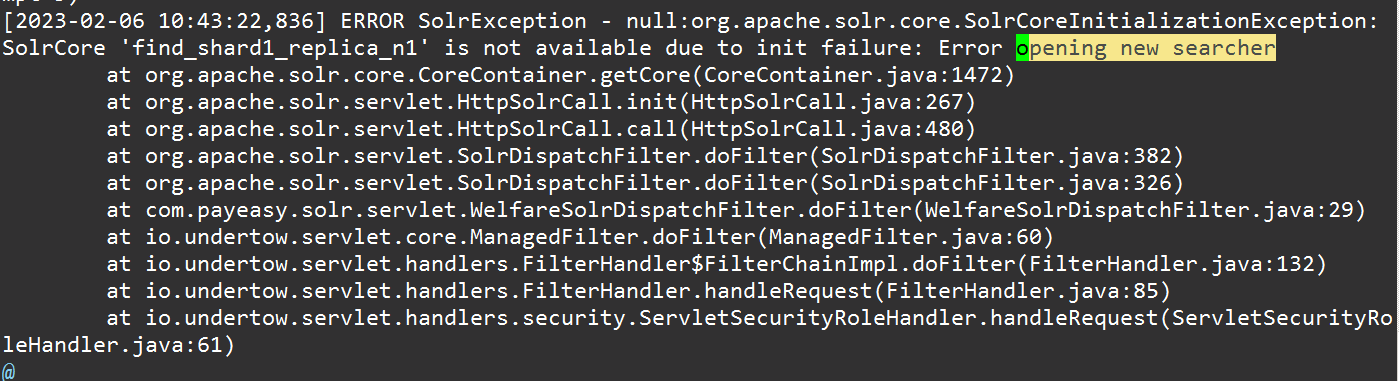 [2023-02-06 10:43:22,836] ERROR SolrException - null:org.apache.solr.core.SolrCoreInitializationException:
SolrCore 'find_shard1_replica_n1' is not available due to init failure: Error opening new searcher
        at org.apache.solr.core.CoreContainer.getCore(CoreContainer.java:1472)
        at org.apache.solr.servlet.HttpSolrCall.init(HttpSolrCall.java:267)
        at org.apache.solr.servlet.HttpSolrCall.call(HttpSolrCall.java:480)
        at org.apache.solr.servlet.SolrDispatchFilter.doFilter(SolrDispatchFilter.java:382)
        at org.apache.solr.servlet.SolrDispatchFilter.doFilter(SolrDispatchFilter.java:326)
        at com.payeasy.solr.servlet.WelfareSolrDispatchFilter.doFilter(WelfareSolrDispatchFilter.java:29)
        at io.undertow.servlet.core.ManagedFilter.doFilter(ManagedFilter.java:60)
        at io.undertow.servlet.handlers.FilterHandler$FilterChainImpl.doFilter(FilterHandler.java:132)
        at io.undertow.servlet.handlers.FilterHandler.handleRequest(FilterHandler.java:85)
        at io.undertow.servlet.handlers.security.ServletSecurityRoleHandler.handleRequest(ServletSecurityRo
leHandler.java:61)
@